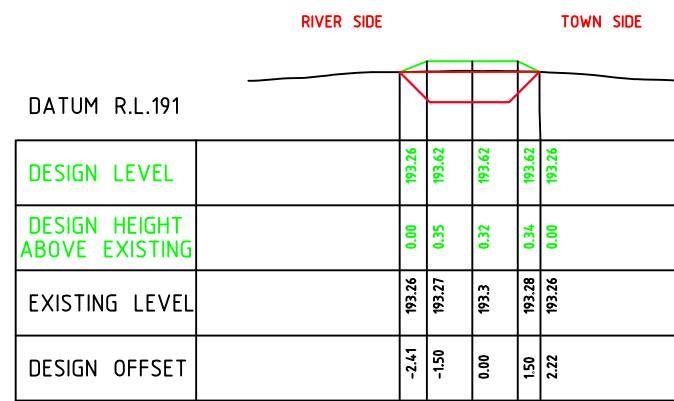 RIVER SIDE TOWN SIDE
DATUM R.L.191
DESIGN LEVEL 193.26 193.62 193.62 193.62 193.26
DESIGN HEIGHT
ABOVE EXISTING 0.00 0.35 0.32 0.34 0.00
EXISTING LEVEL 193.26 193.27 193.3 193.28 193.26
DESIGN OFFSET -2.41 -1.50 0.00 1.50 2.22